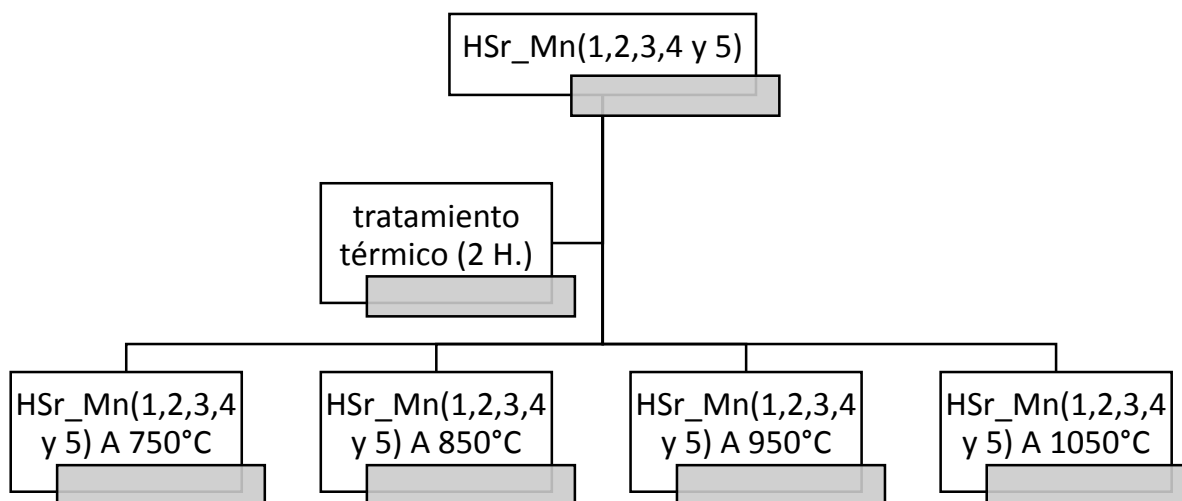 HSr_Mn(1,2,3,4 y 5)
tratamiento
térmico (2 H.)
HSr_Mn(1,2,3,4
y 5) A 750°C
HSr_Mn(1,2,3,4
y 5) A 850°C
HSr_Mn(1,2,3,4
y 5) A 950°C
HSr_Mn(1,2,3,4
y 5) A 1050°C